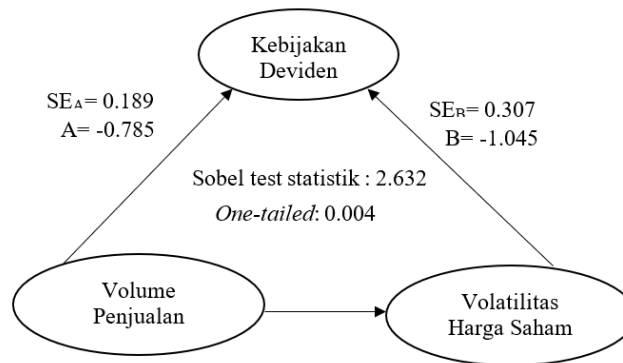 Kebijakan
Deviden
SEA= 0.189
A= -0.785
SEB= 0.307
B= -1.045
Sobel test statistik : 2.632
One-tailed: 0.004
Volume
Penjualan
Volatilitas
Harga Saham